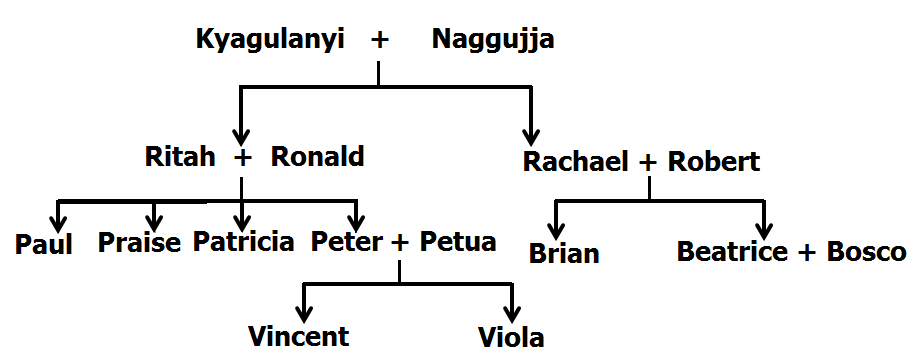 Kyagulanyi + Naggujja
Ritah + Ronald
Rachael + Robert
Paul Praise Patricia Peter + Petua
Brian
Beatrice + Bosco
Vincent
Viola